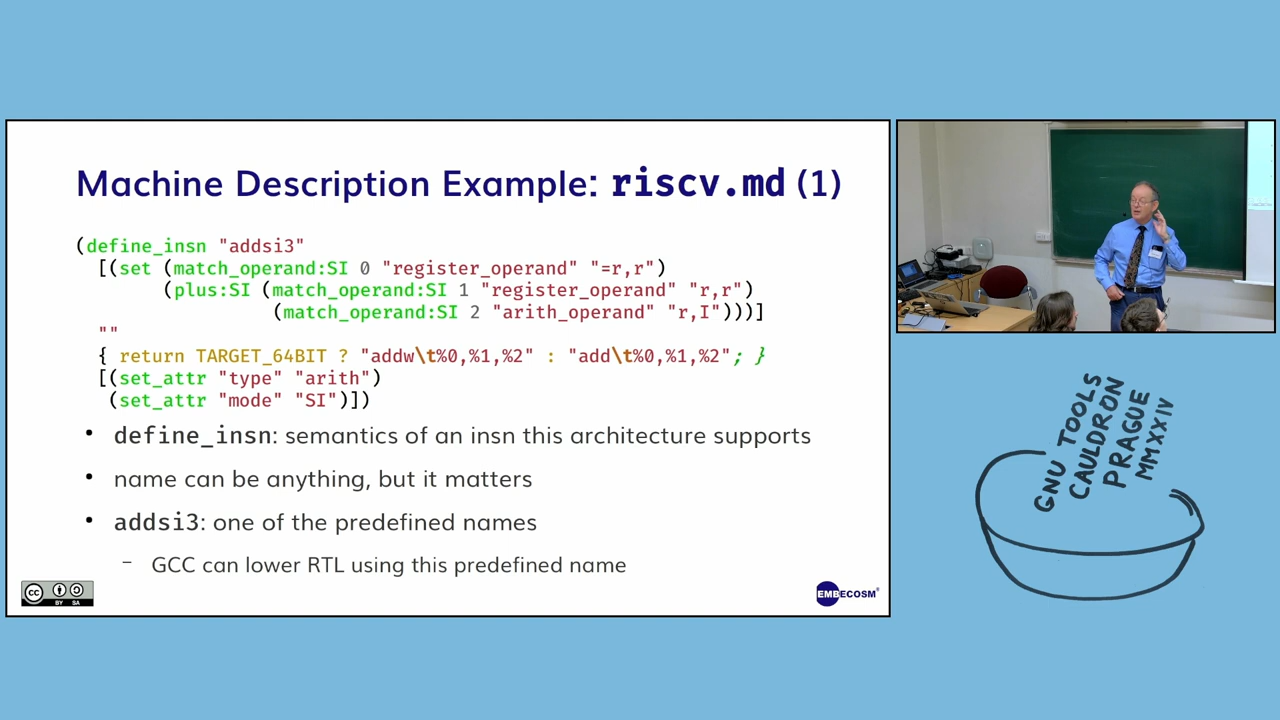 Machine Description Example: riscv.md (1)
(define_insn "addsi3"
[(set (match_operand:SI 0 "register_operand" "=r,r")
(plus:SI (match_operand:SI 1 "register_operand" "r,r")
(match_operand:SI 2 "arith_operand" "r,I")))]
""
{ return TARGET_64BIT ? "addw\t%0,%1,%2" : "add\t%0,%1,%2"; }
[(set_attr "type" "arith")
(set_attr "mode" "SI")])
• define_insn: semantics of an insn this architecture supports
• name can be anything, but it matters
• addsi3: one of the predefined names
– GCC can lower RTL using this predefined name
cc BY SA
EMBECOSM®
GNU TOOLS
CAULDRON
PRAGUE
MMXXIV